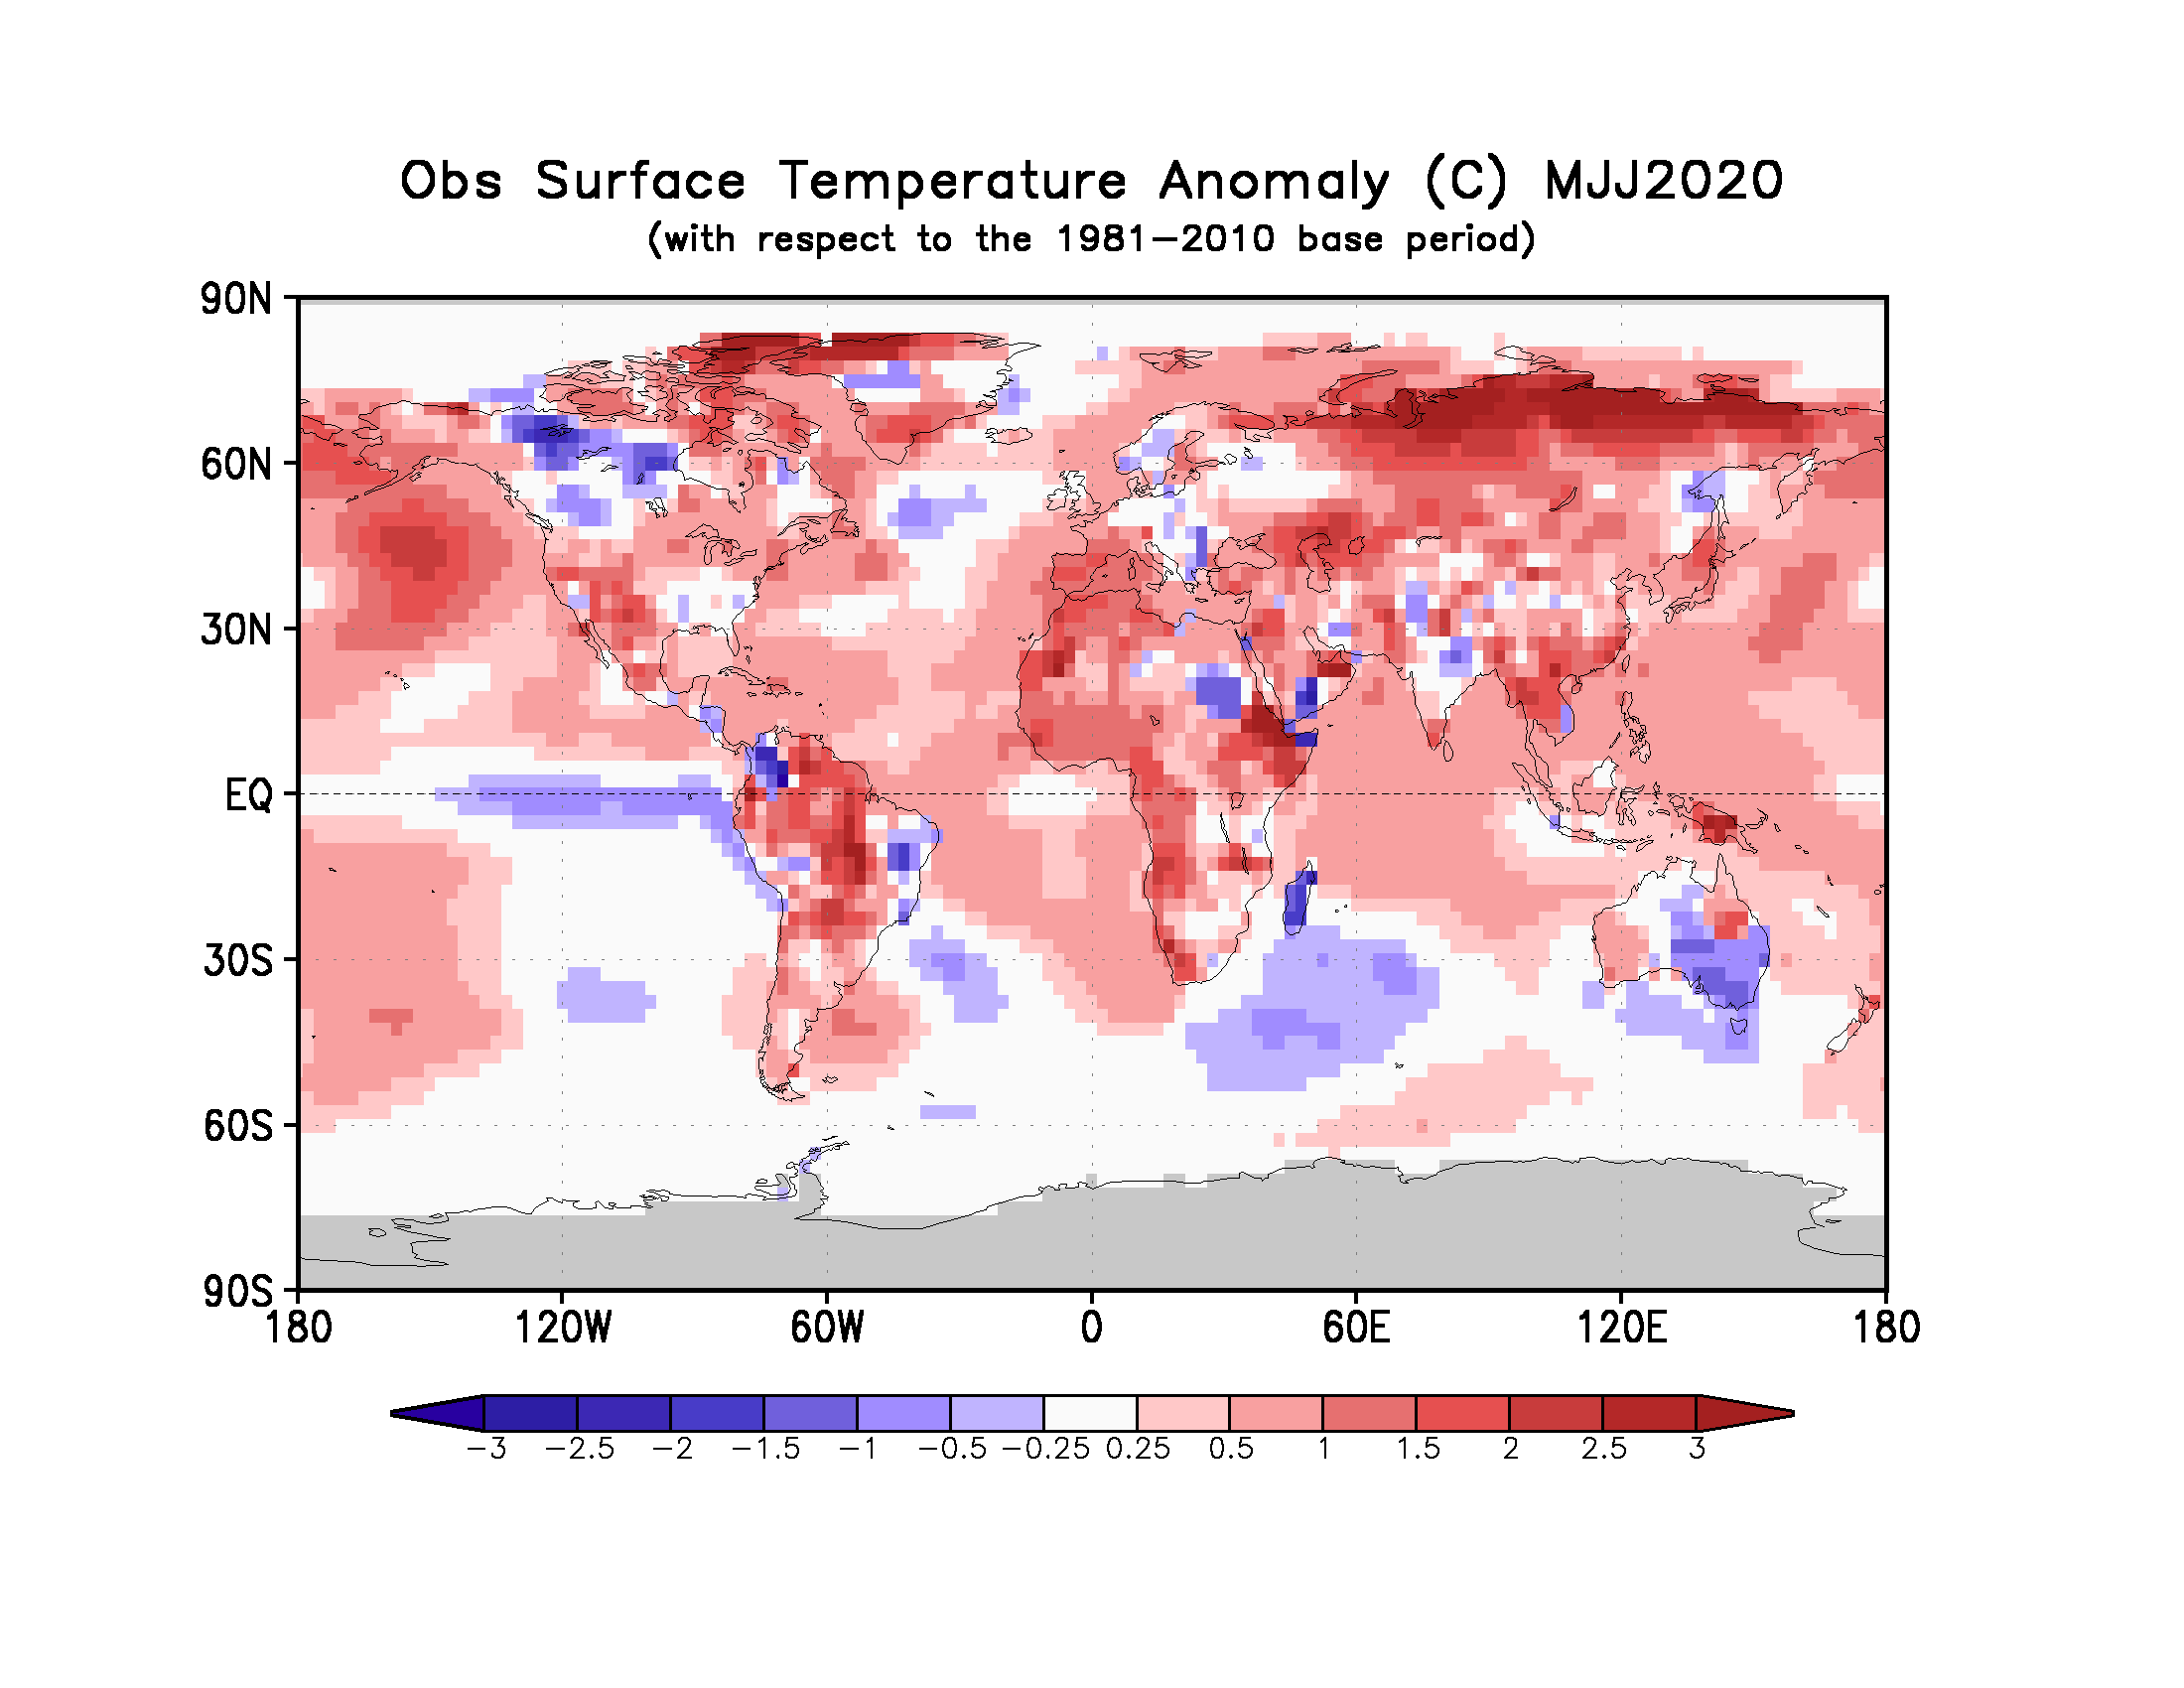 Obs Surface Temperature Anomaly (C) MJJ2020
(with respect to the 1981-2010 base period)
90N
60N
30N
EQ
30S
60S
90S
180 120W 60W 0 60E 120E 180
-3 -2.5 -2 -1.5 -1 -0.5 -0.25 0.25 0.5 1 1.5 2 2.5 3